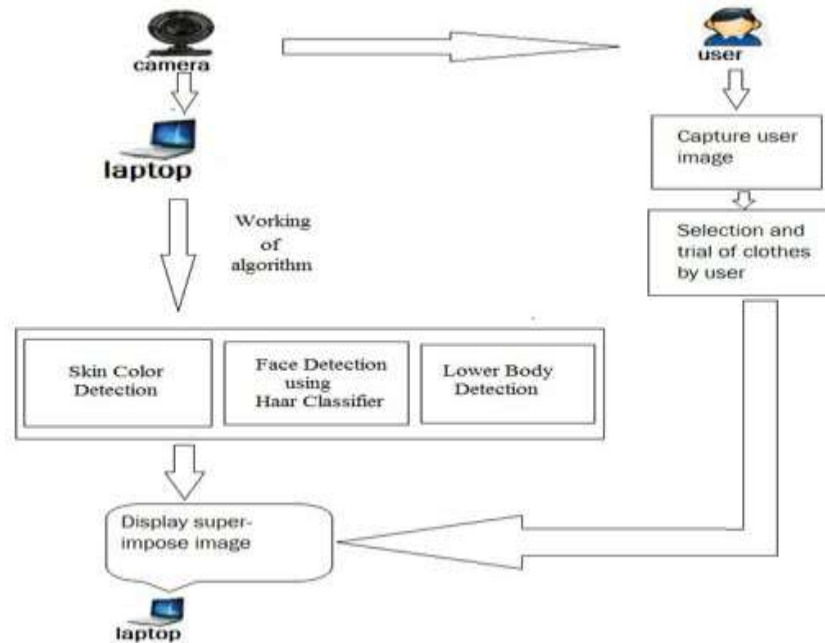 camera
user
laptop
Capture user
image
Working
of
algorithm
Selection and
trial of clothes
by user
Skin Color
Detection
Face Detection
using
Haar Classifier
Lower Body
Detection
Display super-
impose image
laptop